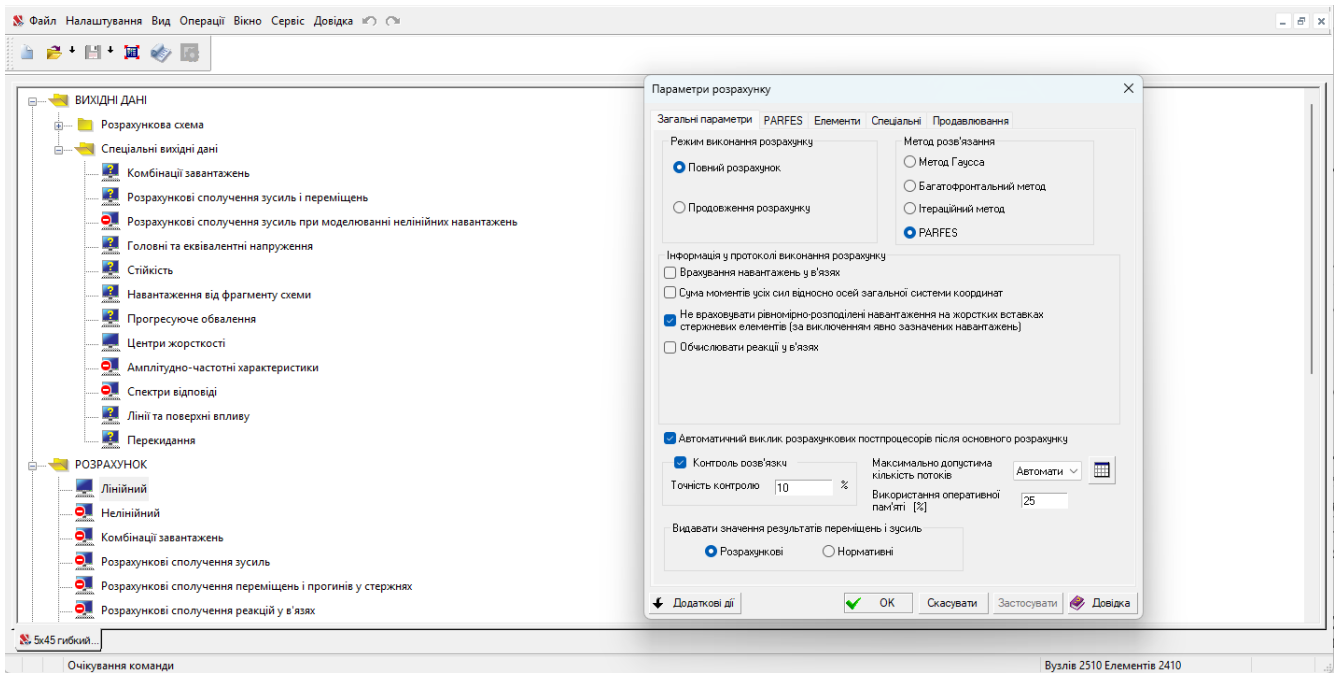 Файл Налаштування Вид Операції Вікно Сервіс Довідка
ВИХІДНІ ДАНІ
Розрахункова схема
Спеціальні вихідні дані
Комбінації завантажень
Розрахункові сполучення зусиль і переміщень
Розрахункові сполучення зусиль при моделюванні нелінійних навантажень
Головні та еквівалентні напруження
Стійкість
Навантаження від фрагменту схеми
Прогресуюче обвалення
Центри жорсткості
Амплітудно-частотні характеристики
Спектри відповіді
Лінії та поверхні впливу
Перекидання
РОЗРАХУНОК
Лінійний
Нелінійний
Комбінації завантажень
Розрахункові сполучення зусиль
Розрахункові сполучення переміщень і прогинів у стержнях
Розрахункові сполучення реакцій у в'язях
Параметри розрахунку
Загальні параметри PARFES Елементи Спеціальні Продавлювання
Режим виконання розрахунку
Повний розрахунок
Продовження розрахунку
Метод розв'язання
Метод Гаусса
Багатофронтальний метод
Ітераційний метод
PARFES
Інформація у протоколі виконання розрахунку
Врахування навантажень у в'язях
Сума моментів усіх сил відносно осей загальної системи координат
Не враховувати рівномірно-розподілені навантаження на жорстких вставках
стержневих елементів (за виключенням явно зазначених навантажень)
Обчислювати реакції у в'язях
Автоматичний виклик розрахункових постпроцесорів після основного розрахунку
Контроль розв'язку
Точність контролю 10 %
Максимально допустима
кількість потоків
Автомати
Використання оперативної
пам'яті [%]
25
Видавати значення результатів переміщень і зусиль
Розрахункові Нормативні
Додаткові дії OK Скасувати Застосувати Довідка
5x45 гибкий...
Очікування команди Вузлів 2510 Елементів 2410